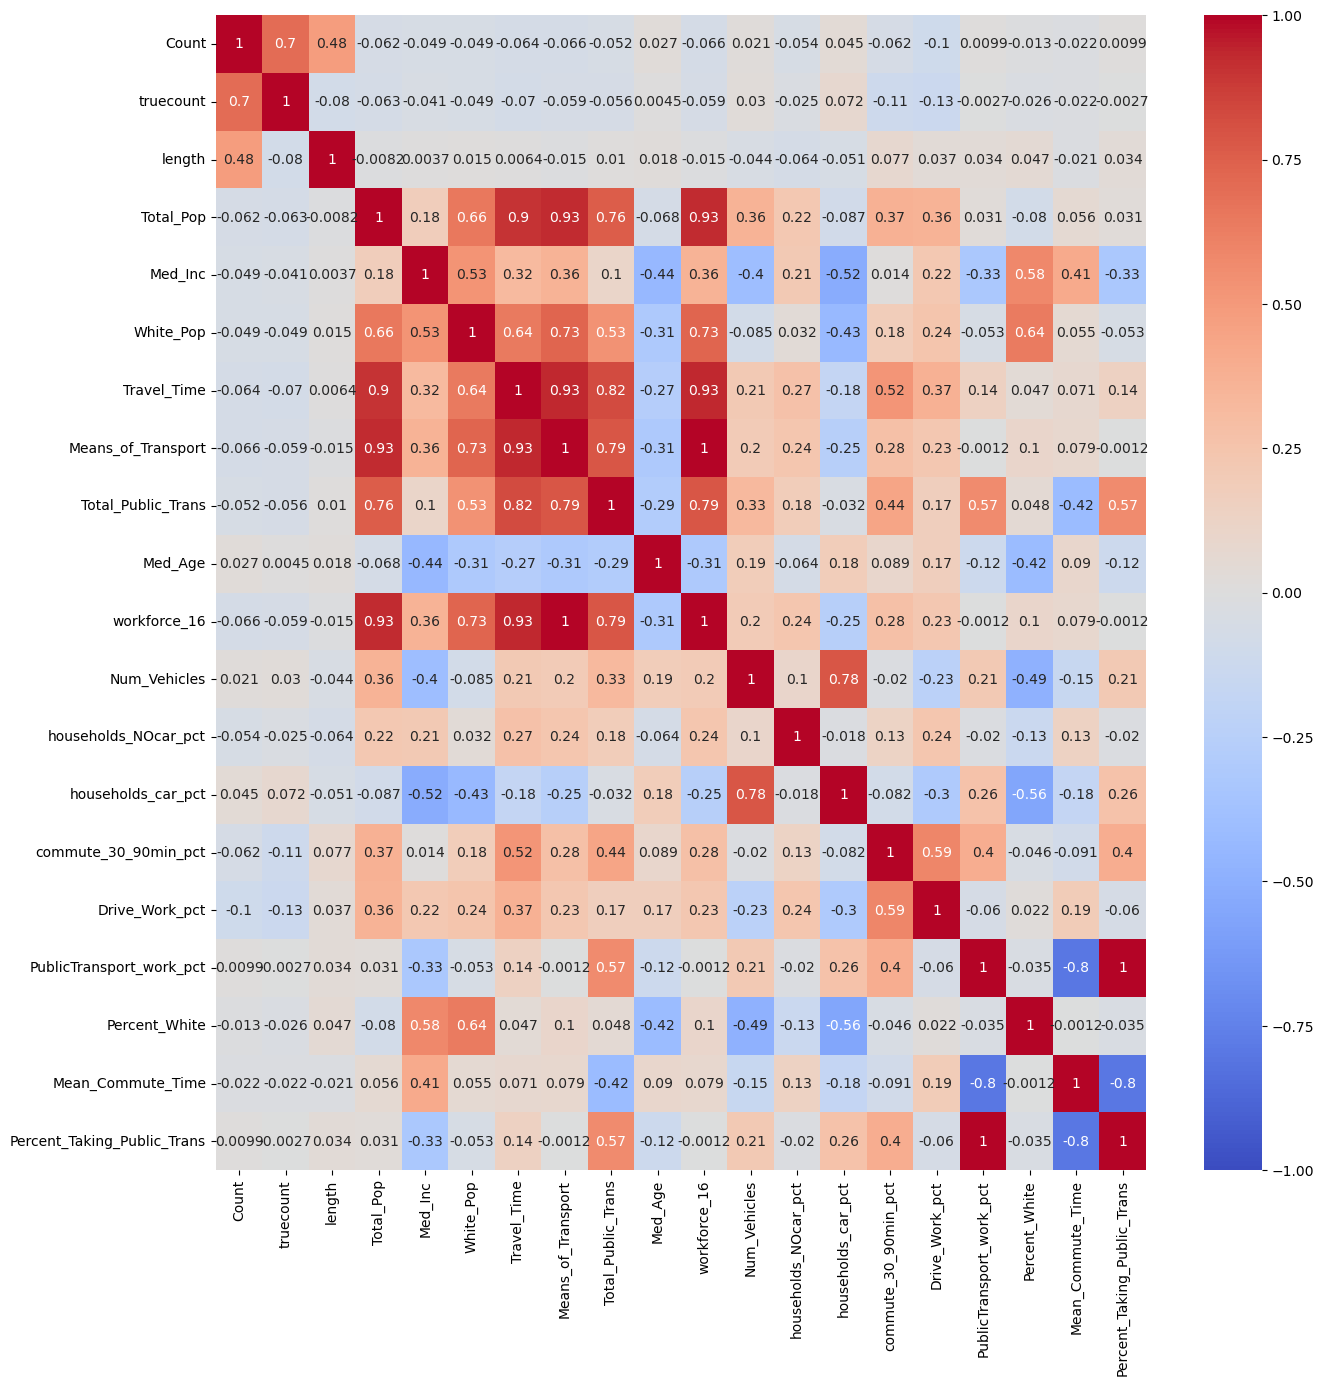 Count 1 0.7 0.48 -0.062 -0.049 -0.049 -0.064 -0.066 -0.052 0.027 -0.066 0.021 -0.054 0.045 -0.062 -0.1 0.0099 -0.013 -0.022 0.0099
truecount 0.7 1 -0.08 -0.063 -0.041 -0.049 -0.07 -0.059 -0.056 0.0045 -0.059 0.03 -0.025 0.072 -0.11 -0.13 -0.0027 -0.026 -0.022 -0.0027
length 0.48 -0.08 1 -0.0082 0.0037 0.015 0.0064 -0.015 0.01 0.018 -0.015 -0.044 -0.064 -0.051 0.077 0.037 0.034 0.047 -0.021 0.034
Total_Pop -0.062 -0.063 -0.0082 1 0.18 0.66 0.9 0.93 0.76 -0.068 0.93 0.36 0.22 -0.087 0.37 0.36 0.031 -0.08 0.056 0.031
Med_Inc -0.049 -0.041 0.0037 0.18 1 0.53 0.32 0.36 0.1 -0.44 0.36 -0.4 0.21 -0.52 0.014 0.22 -0.33 0.58 0.41 -0.33
White_Pop -0.049 -0.049 0.015 0.66 0.53 1 0.64 0.73 0.53 -0.31 0.73 -0.085 0.032 -0.43 0.18 0.24 -0.053 0.64 0.055 -0.053
Travel_Time -0.064 -0.07 0.0064 0.9 0.32 0.64 1 0.93 0.82 -0.27 0.93 0.21 0.27 -0.18 0.52 0.37 0.14 0.047 0.071 0.14
Means_of_Transport -0.066 -0.059 -0.015 0.93 0.36 0.73 0.93 1 0.79 -0.31 1 0.2 0.24 -0.25 0.28 0.23 -0.0012 0.1 0.079 -0.0012
Total_Public_Trans -0.052 -0.056 0.01 0.76 0.1 0.53 0.82 0.79 1 -0.29 0.79 0.33 0.18 -0.032 0.44 0.17 0.57 0.048 -0.42 0.57
Med_Age 0.027 0.0045 0.018 -0.068 -0.44 -0.31 -0.27 -0.31 -0.29 1 -0.31 0.19 -0.064 0.18 0.089 0.17 -0.12 -0.42 0.09 -0.12
workforce_16 -0.066 -0.059 -0.015 0.93 0.36 0.73 0.93 1 0.79 -0.31 1 0.2 0.24 -0.25 0.28 0.23 -0.0012 0.1 0.079 -0.0012
Num_Vehicles 0.021 0.03 -0.044 0.36 -0.4 -0.085 0.21 0.2 0.33 0.19 0.2 1 0.1 0.78 -0.02 -0.23 0.21 -0.49 -0.15 0.21
households_NOcar_pct -0.054 -0.025 -0.064 0.22 0.21 0.032 0.27 0.24 0.18 -0.064 0.24 0.1 1 -0.018 0.13 0.24 -0.02 -0.13 0.13 -0.02
households_car_pct 0.045 0.072 -0.051 -0.087 -0.52 -0.43 -0.18 -0.25 -0.032 0.18 -0.25 0.78 -0.018 1 -0.082 -0.3 0.26 -0.56 -0.18 0.26
commute_30_90min_pct -0.062 -0.11 0.077 0.37 0.014 0.18 0.52 0.28 0.44 0.089 0.28 -0.02 0.13 -0.082 1 0.59 0.4 -0.046 -0.091 0.4
Drive_Work_pct -0.1 -0.13 0.037 0.36 0.22 0.24 0.37 0.23 0.17 0.17 0.23 -0.23 0.24 -0.3 0.59 1 -0.06 0.022 0.19 -0.06
PublicTransport_work_pct 0.0099 -0.0027 0.034 0.031 -0.33 -0.053 0.14 -0.0012 0.57 -0.12 -0.0012 0.21 -0.02 0.26 0.4 -0.06 1 -0.035 -0.8 1
Percent_White -0.013 -0.026 0.047 -0.08 0.58 0.64 0.047 0.1 0.048 -0.42 0.1 -0.49 -0.13 -0.56 -0.046 0.022 -0.035 1 -0.0012 -0.035
Mean_Commute_Time -0.022 -0.022 -0.021 0.056 0.41 0.055 0.071 0.079 -0.42 0.09 0.079 -0.15 0.13 -0.18 -0.091 0.19 -0.8 -0.0012 1 -0.8
Percent_Taking_Public_Trans 0.0099 -0.0027 0.034 0.031 -0.33 -0.053 0.14 -0.0012 0.57 -0.12 -0.0012 0.21 -0.02 0.26 0.4 -0.06 1 -0.035 -0.8 1
Count
truecount
length
Total_Pop
Med_Inc
White_Pop
Travel_Time
Means_of_Transport
Total_Public_Trans
Med_Age
workforce_16
Num_Vehicles
households_NOcar_pct
households_car_pct
commute_30_90min_pct
Drive_Work_pct
PublicTransport_work_pct
Percent_White
Mean_Commute_Time
Percent_Taking_Public_Trans
1.00
0.75
0.50
0.25
0.00
−0.25
−0.50
−0.75
−1.00